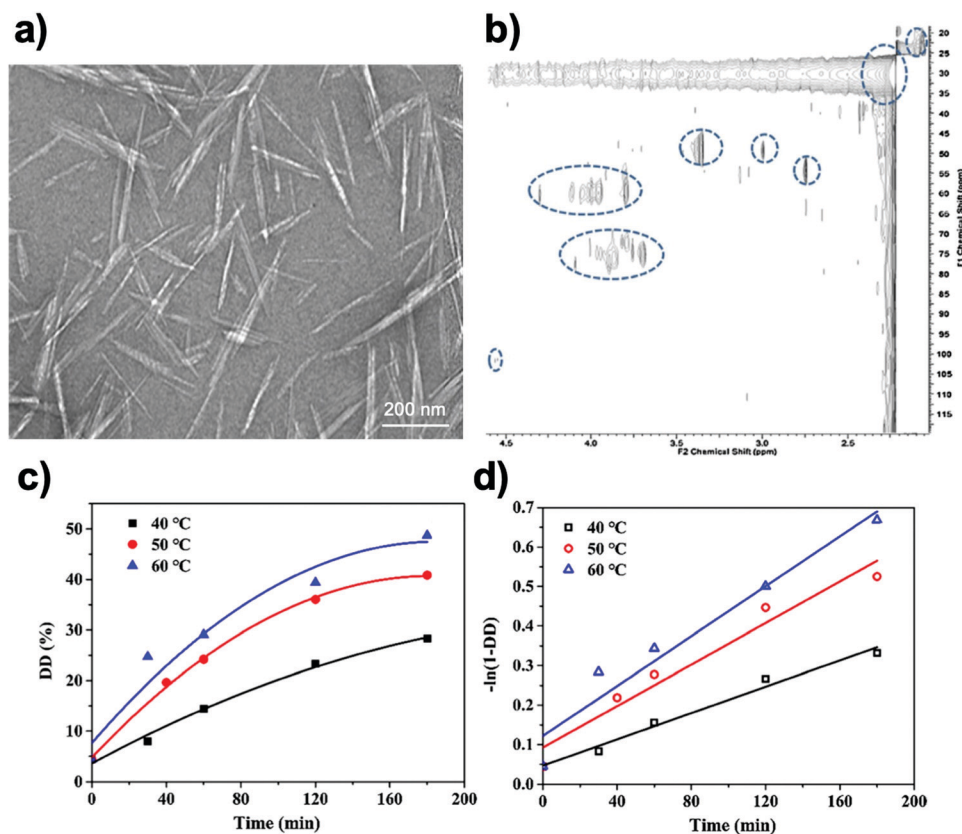 a)
b)
200 nm
20
25
30
35
40
45
50
55
60
65
70
75
80
85
90
95
100
105
110
115
F1 Chemical Shift (ppm)
4.5 4.0 3.5 3.0 2.5
F2 Chemical Shift (ppm)
c)
d)
40 °C
50 °C
60 °C
50
40
30
20
10
0
DD (%)
0 40 80 120 160 200
Time (min)
40 °C
50 °C
60 °C
0.7
0.6
0.5
0.4
0.3
0.2
0.1
0.0
-ln(1-DD)
0 40 80 120 160 200
Time (min)